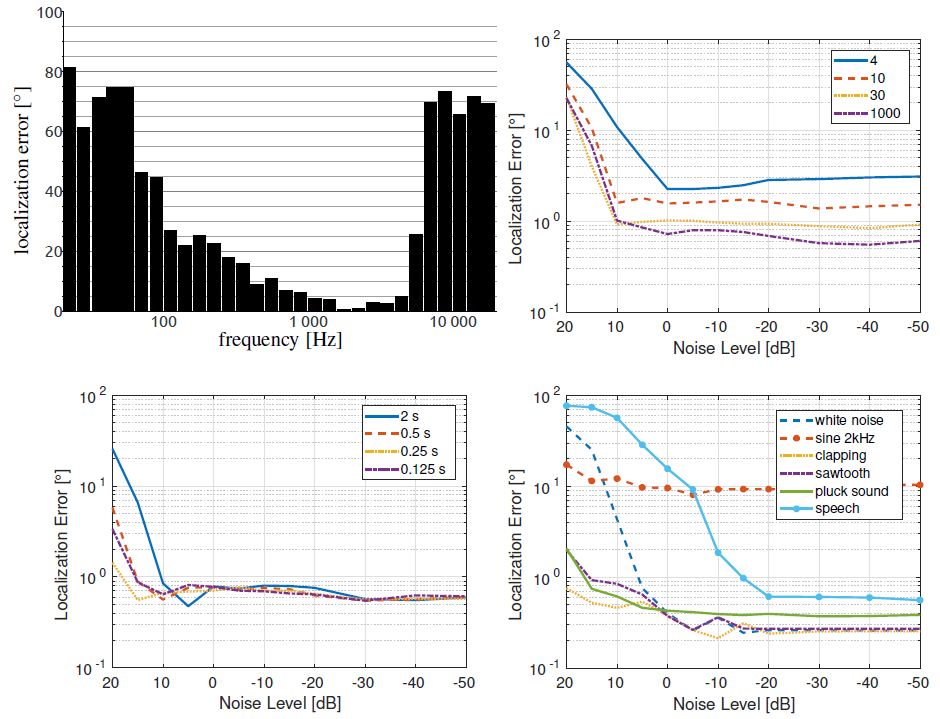 100
80
60
40
20
0
localization error [°]
100 1 000 10 000
frequency [Hz]
10 2
10 1
10 0
10 -1
Localization Error [°]
4
10
30
1000
20 10 0 -10 -20 -30 -40 -50
Noise Level [dB]
10 2
10 1
10 0
10 -1
Localization Error [°]
2 s
0.5 s
0.25 s
0.125 s
20 10 0 -10 -20 -30 -40 -50
Noise Level [dB]
10 2
10 1
10 0
10 -1
Localization Error [°]
white noise
sine 2kHz
clapping
sawtooth
pluck sound
speech
20 10 0 -10 -20 -30 -40 -50
Noise Level [dB]